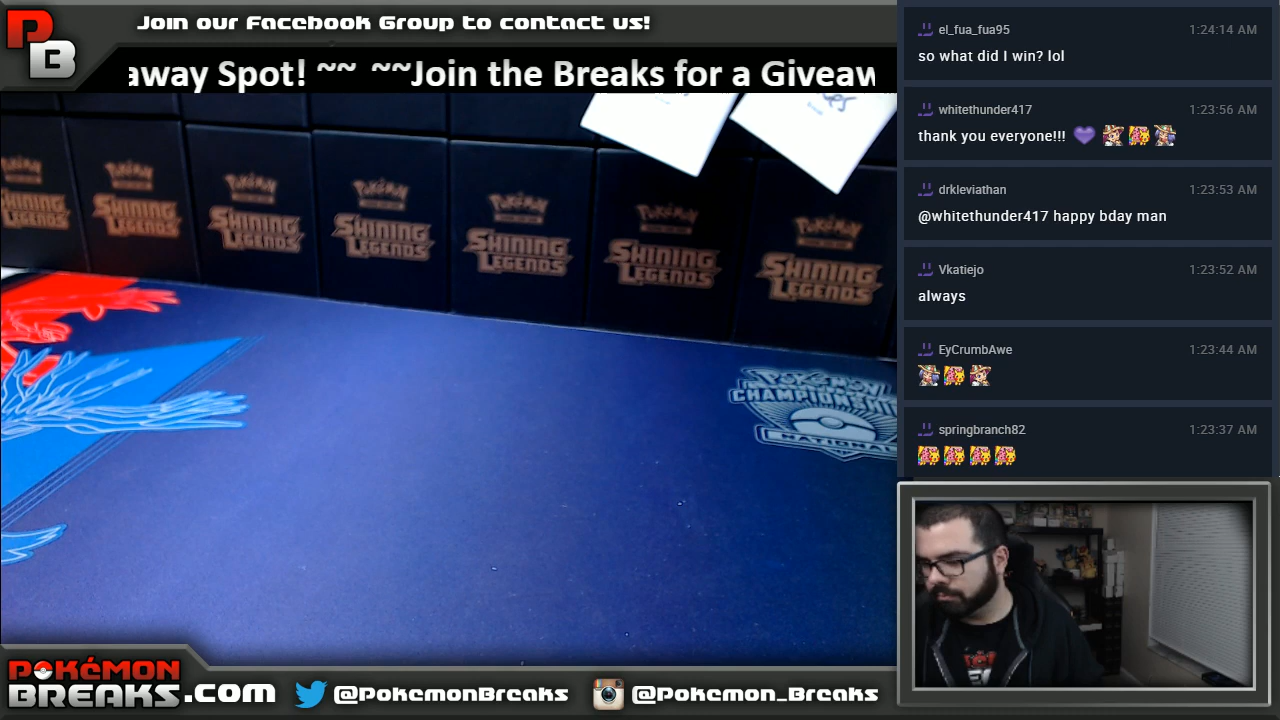 Join our Facebook Group to contact us!
PB
away Spot! ~~ ~~Join the Breaks for a Giveaw
POKÉMON
SHINING
LEGENDS
POKÉMON
SHINING
LEGENDS
POKÉMON
SHINING
LEGENDS
POKÉMON
SHINING
LEGENDS
POKÉMON
SHINING
LEGENDS
POKÉMON
SHINING
LEGENDS
POKÉMON
CHAMPIONSHIP
NATIONAL
el_fua_fua95 1:24:14 AM
so what did I win? lol
whitethunder417 1:23:56 AM
thank you everyone!!!
drkleviathan 1:23:53 AM
@whitethunder417 happy bday man
Vkatiejo 1:23:52 AM
always
EyCrumbAwe 1:23:44 AM
springbranch82 1:23:37 AM
POKéMON
BREAKS.com
@PokemonBreaks
@Pokemon_Breaks